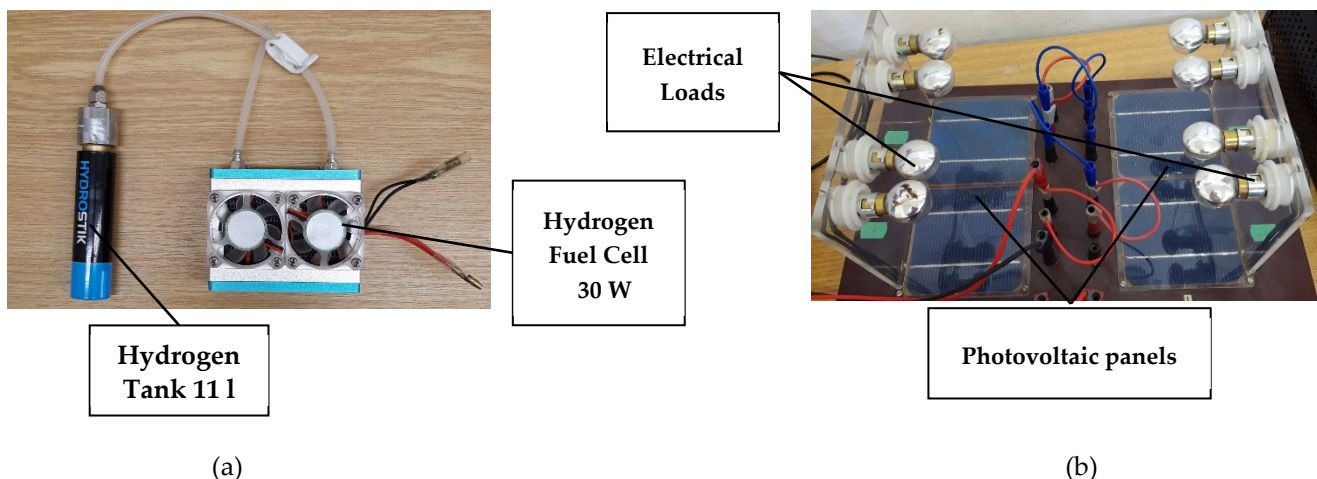 HYDROSTIK
Hydrogen
Fuel Cell
30 W
Hydrogen
Tank 11 l
(a)
Electrical
Loads
Photovoltaic panels
(b)